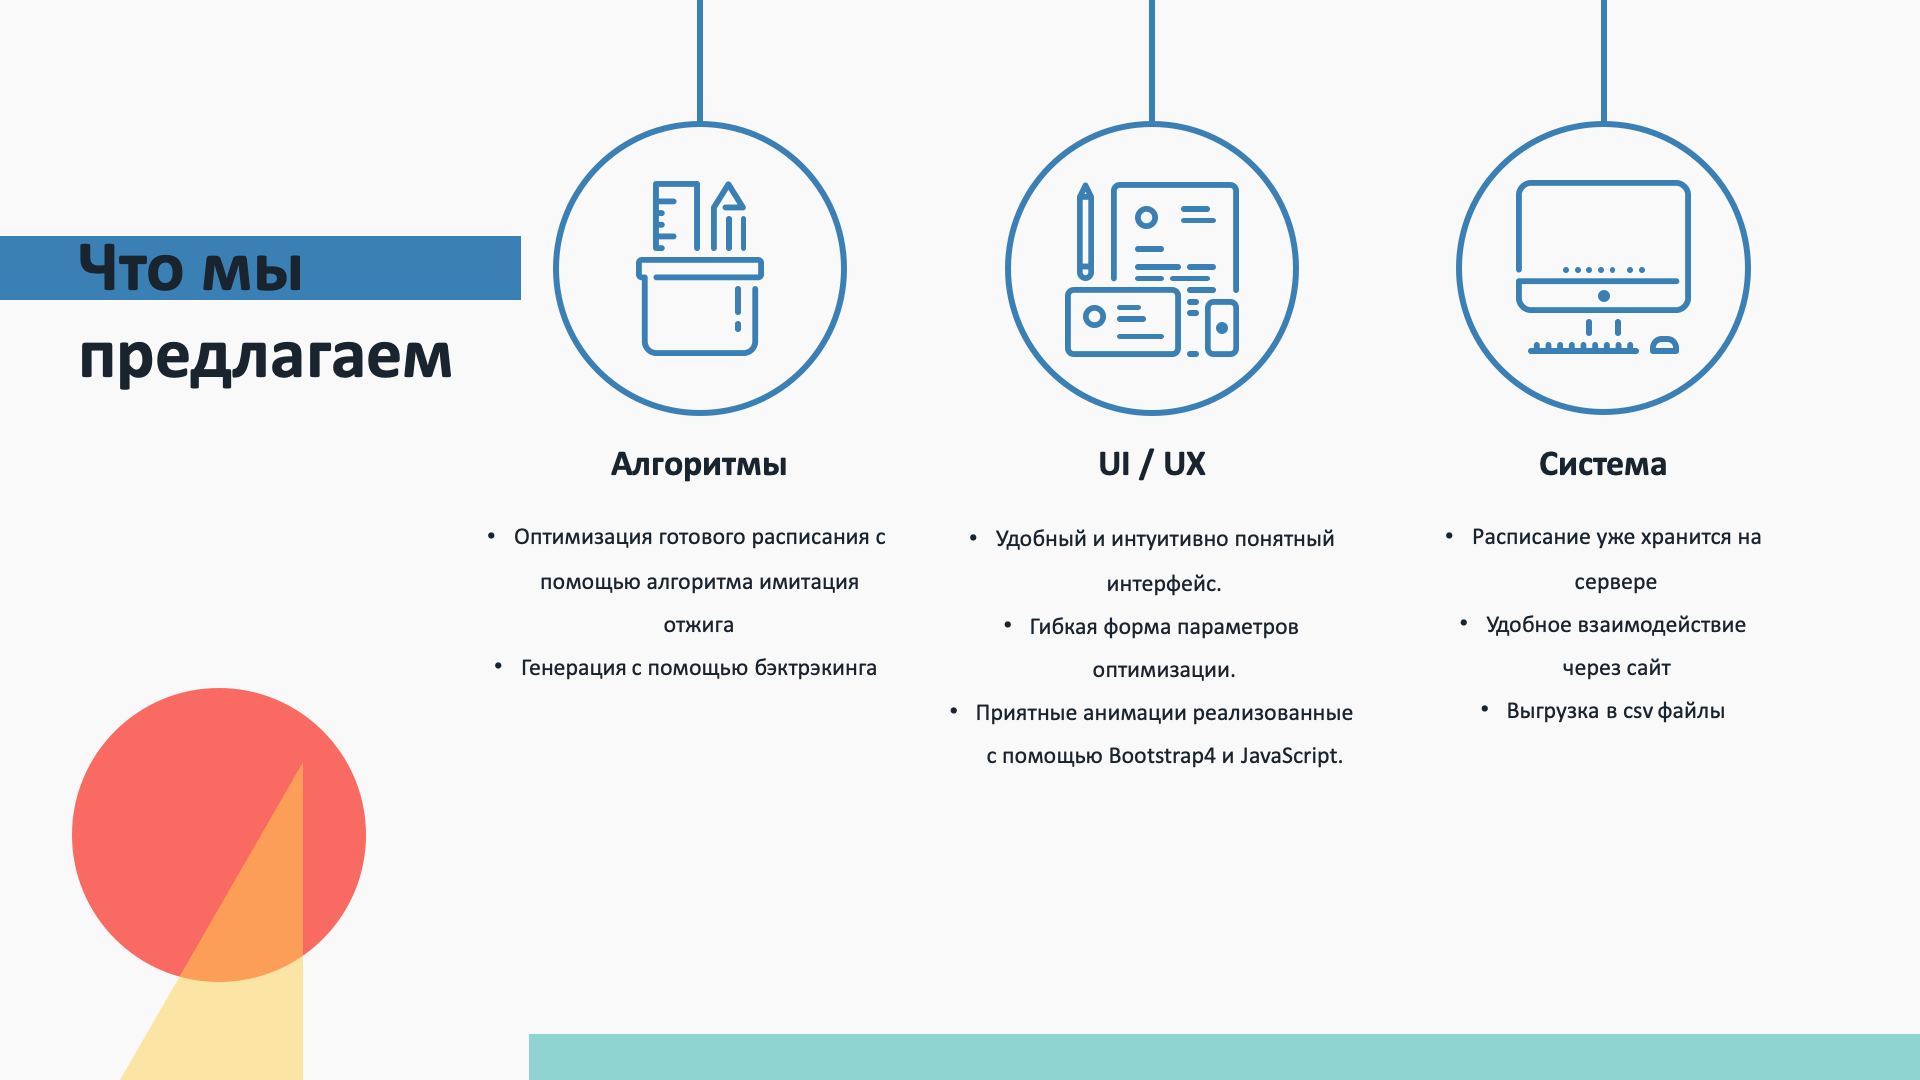 Что мы
предлагаем
Алгоритмы
• Оптимизация готового расписания с
помощью алгоритма имитация
отжига
• Генерация с помощью бэктрэкинга
UI / UX
• Удобный и интуитивно понятный
интерфейс.
• Гибкая форма параметров
оптимизации.
• Приятные анимации реализованные
с помощью Bootstrap4 и JavaScript.
Система
• Расписание уже хранится на
сервере
• Удобное взаимодействие
через сайт
• Выгрузка в csv файлы